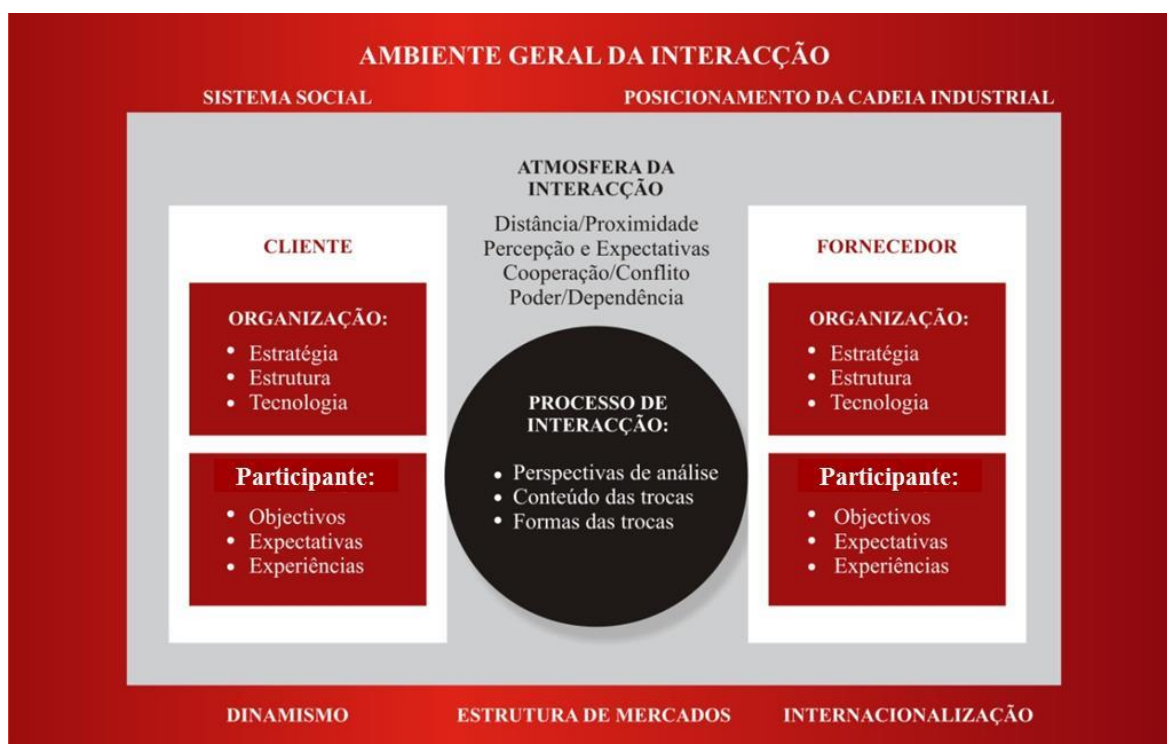 AMBIENTE GERAL DA INTERACÇÃO
SISTEMA SOCIAL
POSICIONAMENTO DA CADEIA INDUSTRIAL
ATMOSFERA DA
INTERACÇÃO
Distância/Proximidade
Percepção e Expectativas
Cooperação/Conflito
Poder/Dependência
CLIENTE
ORGANIZAÇÃO:
• Estratégia
• Estrutura
• Tecnologia
Participante:
• Objectivos
• Expectativas
• Experiências
PROCESSO DE
INTERACÇÃO:
• Perspectivas de análise
• Conteúdo das trocas
• Formas das trocas
FORNECEDOR
ORGANIZAÇÃO:
• Estratégia
• Estrutura
• Tecnologia
Participante:
• Objectivos
• Expectativas
• Experiências
DINAMISMO
ESTRUTURA DE MERCADOS
INTERNACIONALIZAÇÃO